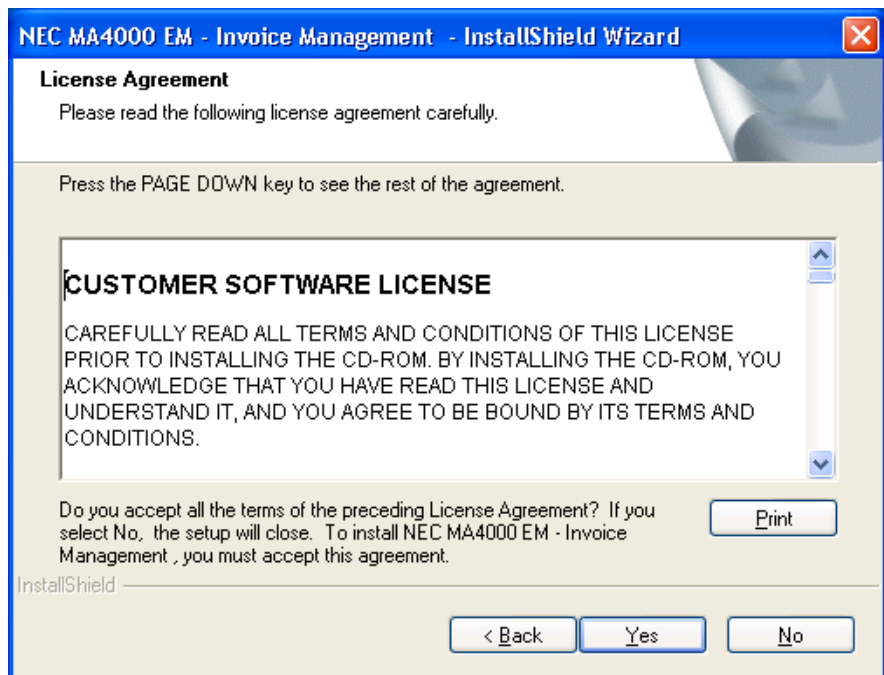 NEC MA4000 EM - Invoice Management - InstallShield Wizard
License Agreement
Please read the following license agreement carefully.
Press the PAGE DOWN key to see the rest of the agreement.
CUSTOMER SOFTWARE LICENSE
CAREFULLY READ ALL TERMS AND CONDITIONS OF THIS LICENSE
PRIOR TO INSTALLING THE CD-ROM. BY INSTALLING THE CD-ROM, YOU
ACKNOWLEDGE THAT YOU HAVE READ THIS LICENSE AND
UNDERSTAND IT, AND YOU AGREE TO BE BOUND BY ITS TERMS AND
CONDITIONS.
Do you accept all the terms of the preceding License Agreement? If you
select No, the setup will close. To install NEC MA4000 EM - Invoice
Management , you must accept this agreement.
Print
InstallShield
< Back
Yes
No